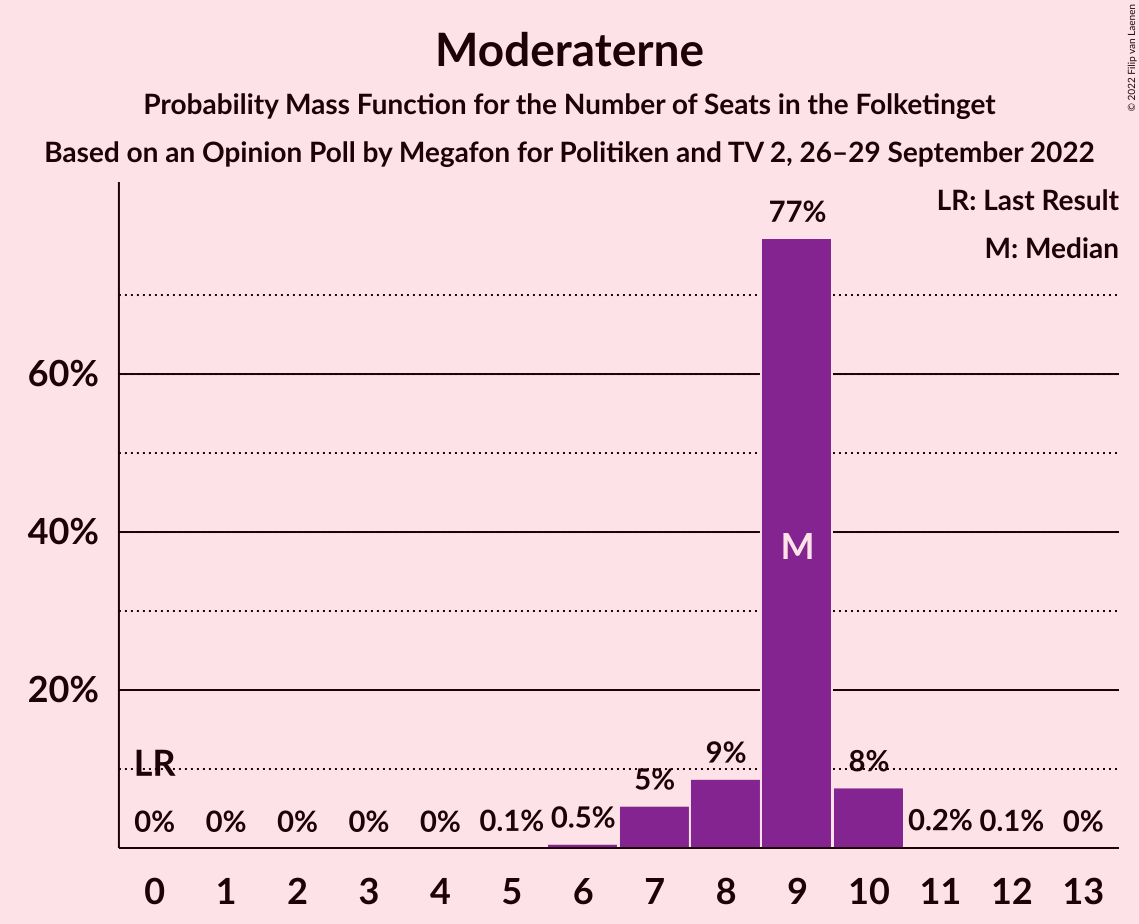 Moderaterne
Probability Mass Function for the Number of Seats in the Folketinget
Based on an Opinion Poll by Megafon for Politiken and TV 2, 26–29 September 2022
© 2022 Filip van Laenen
LR: Last Result
M: Median
77%
60%
40%
M
20%
LR
9%
5%
8%
0% 0% 0% 0% 0% 0.1% 0.5% 0.2% 0.1% 0%
0 1 2 3 4 5 6 7 8 9 10 11 12 13